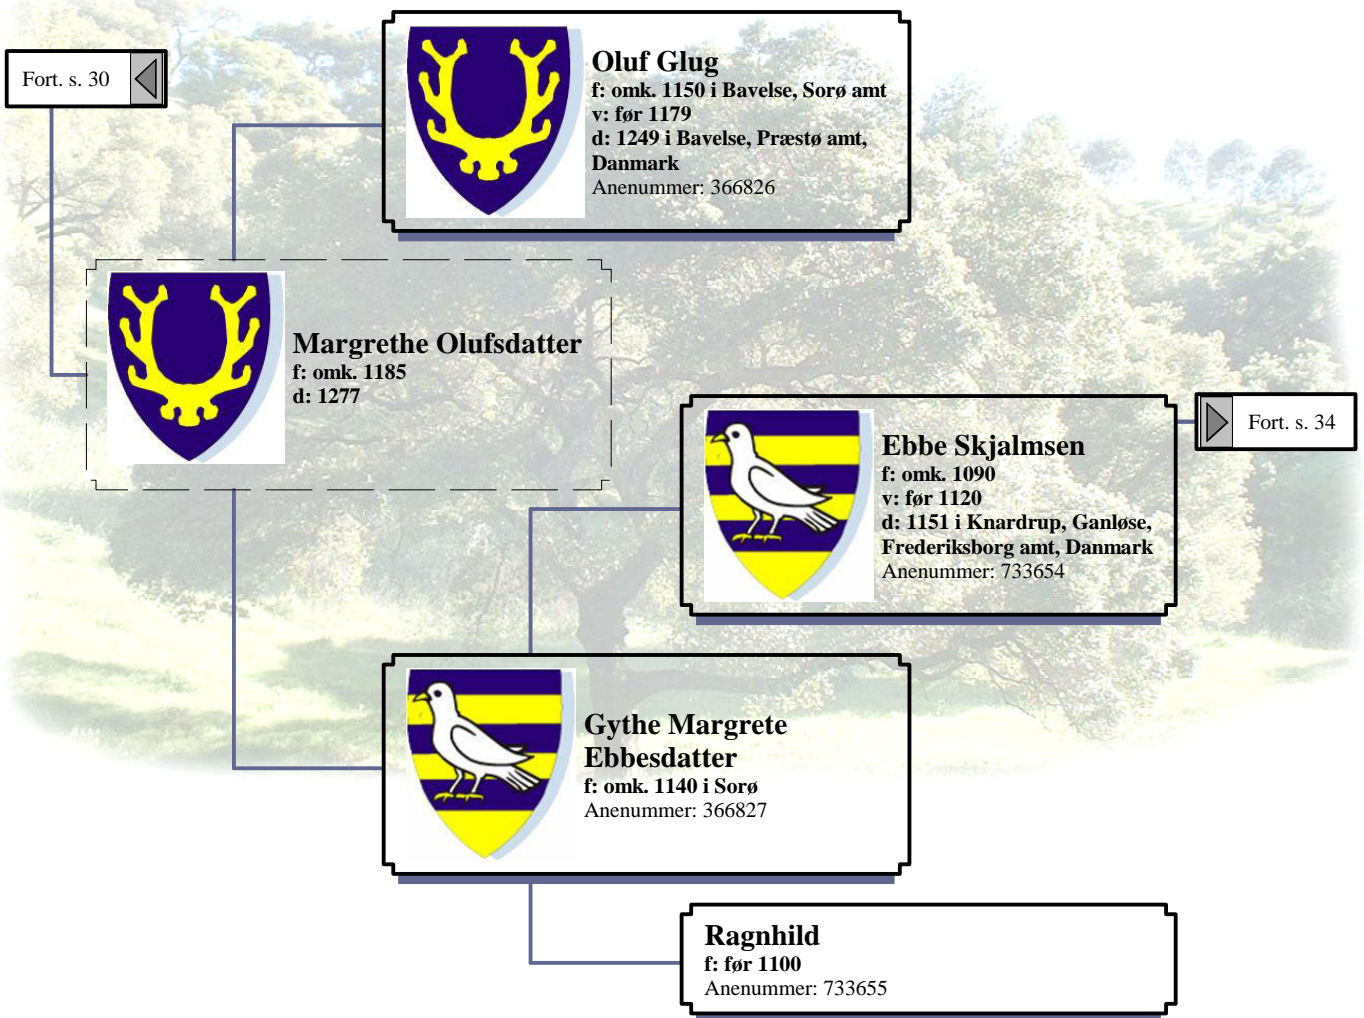 Oluf Glug
f: omk. 1150 i Bavelse, Sorø amt
v: før 1179
d: 1249 i Bavelse, Præstø amt,
Danmark
Anenummer: 366826
Fort. s. 30
Margrethe Olufsdatter
f: omk. 1185
d: 1277
Ebbe Skjalmsen
f: omk. 1090
v: før 1120
d: 1151 i Knardrup, Ganløse,
Frederiksborg amt, Danmark
Anenummer: 733654
Fort. s. 34
Gythe Margrete
Ebbesdatter
f: omk. 1140 i Sorø
Anenummer: 366827
Ragnhild
f: før 1100
Anenummer: 733655